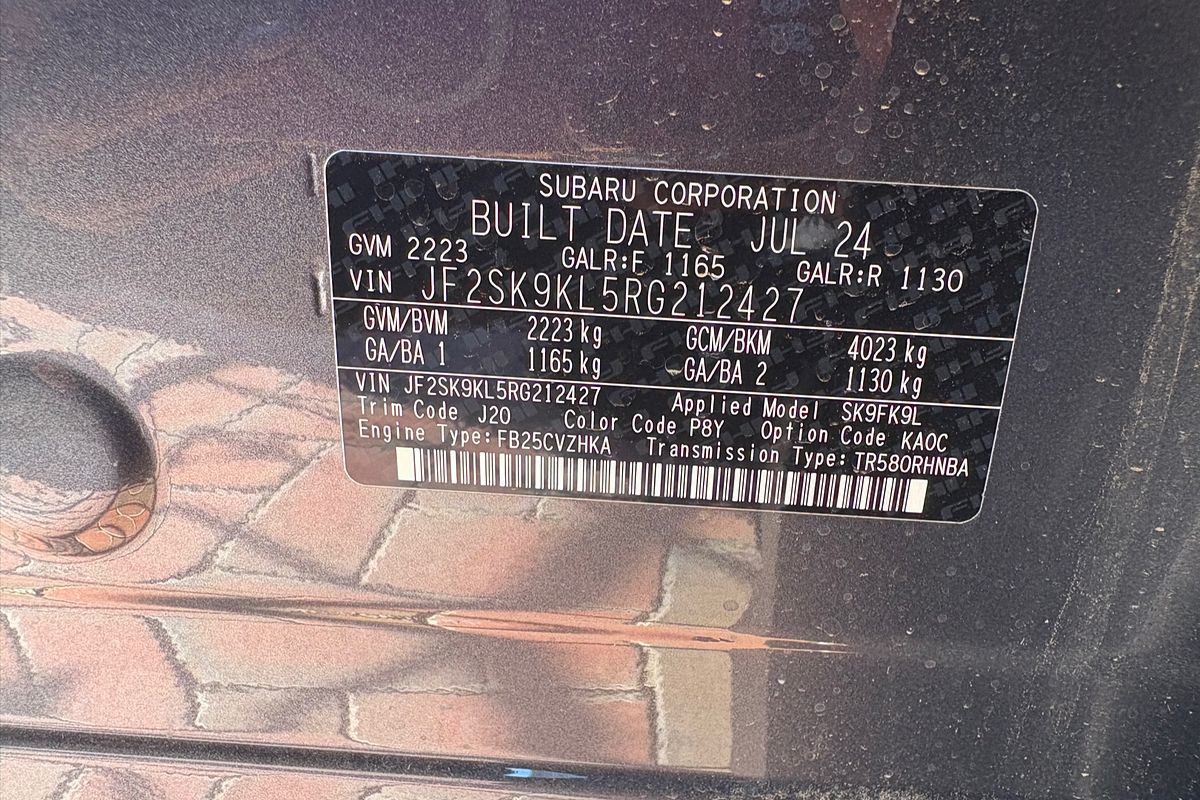 SUBARU CORPORATION
BUILT DATE JUL 24
GVM 2223 GALR:F 1165 GALR:R 1130
VIN JF2SK9KL5RG212427
GVM/BVM 2223 kg GCM/BKM 4023 kg
GA/BA 1 1165 kg GA/BA 2 1130 kg
VIN JF2SK9KL5RG212427 Applied Model SK9FK9L
Trim Code J20 Color Code P8Y Option Code KA0C
Engine Type: FB25CVZHKA Transmission Type: TR580RHNBA